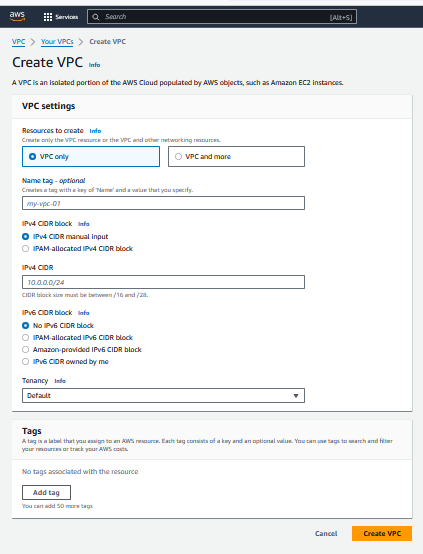 aws
Services
Search
[Alt+S]
VPC > Your VPCs > Create VPC
Create VPC Info
A VPC is an isolated portion of the AWS Cloud populated by AWS objects, such as Amazon EC2 instances.
VPC settings
Resources to create Info
Create only the VPC resource or the VPC and other networking resources.
VPC only
VPC and more
Name tag - optional
Creates a tag with a key of 'Name' and a value that you specify.
my-vpc-01
IPv4 CIDR block Info
IPv4 CIDR manual input
IPAM-allocated IPv4 CIDR block
IPv4 CIDR
10.0.0.0/24
CIDR block size must be between /16 and /28.
IPv6 CIDR block Info
No IPv6 CIDR block
IPAM-allocated IPv6 CIDR block
Amazon-provided IPv6 CIDR block
IPv6 CIDR owned by me
Tenancy Info
Default
Tags
A tag is a label that you assign to an AWS resource. Each tag consists of a key and an optional value. You can use tags to search and filter
your resources or track your AWS costs.
No tags associated with the resource
Add tag
You can add 50 more tags
Cancel
Create VPC